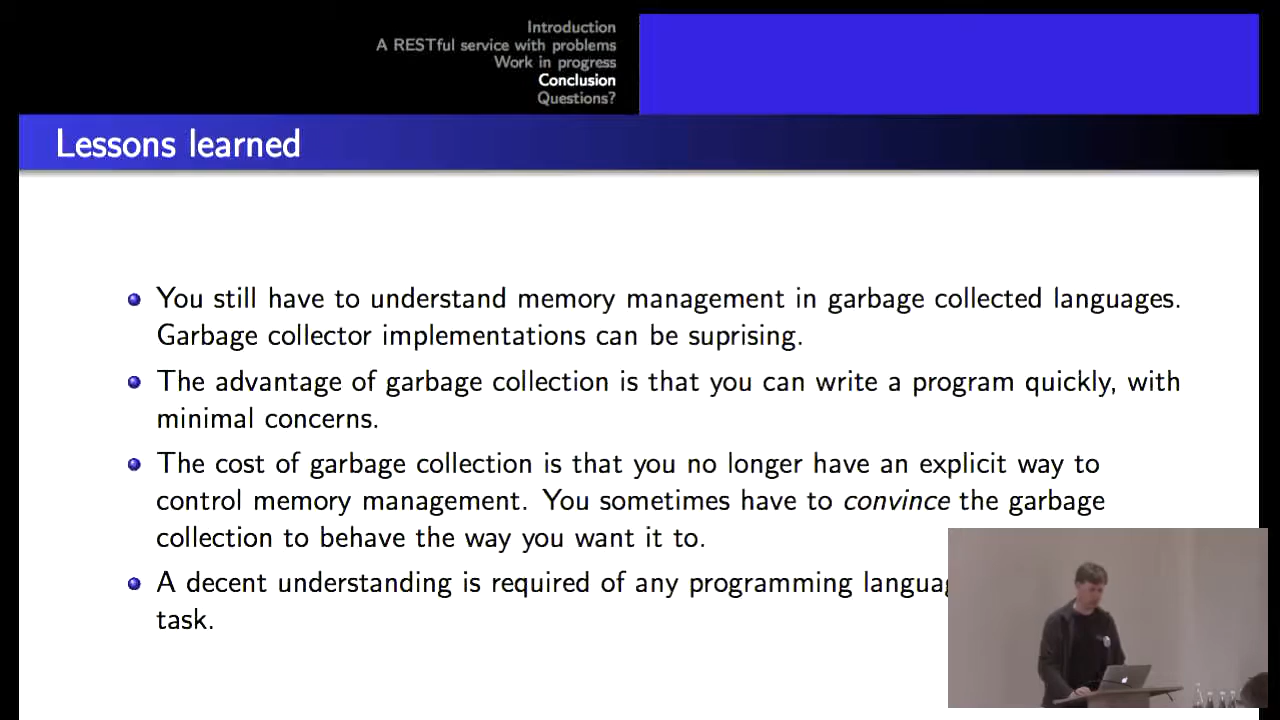 Introduction
A RESTful service with problems
Work in progress
Conclusion
Questions?
Lessons learned
You still have to understand memory management in garbage collected languages.
Garbage collector implementations can be suprising.
The advantage of garbage collection is that you can write a program quickly, with
minimal concerns.
The cost of garbage collection is that you no longer have an explicit way to
control memory management. You sometimes have to convince the garbage
collection to behave the way you want it to.
A decent understanding is required of any programming
task.